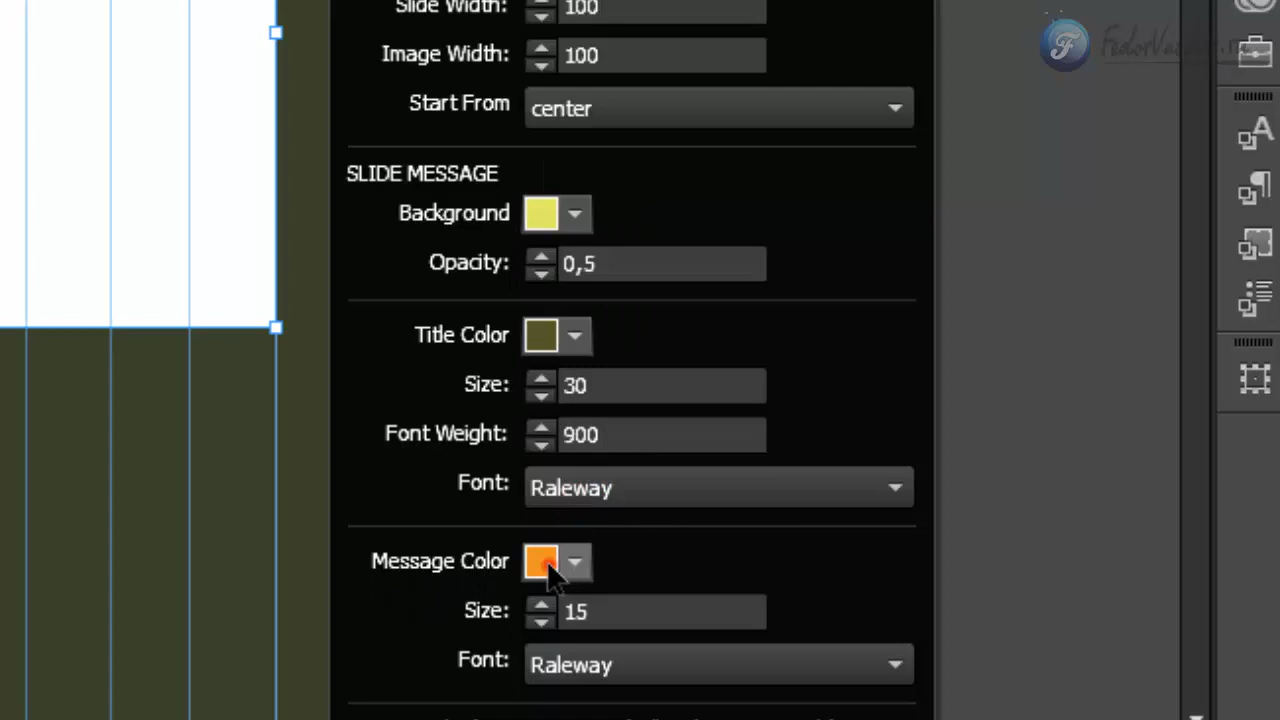 Slide Width: 100
Image Width: 100
Start From center
SLIDE MESSAGE
Background
Opacity: 0,5
Title Color
Size: 30
Font Weight: 900
Font: Raleway
Message Color
Size: 15
Font: Raleway